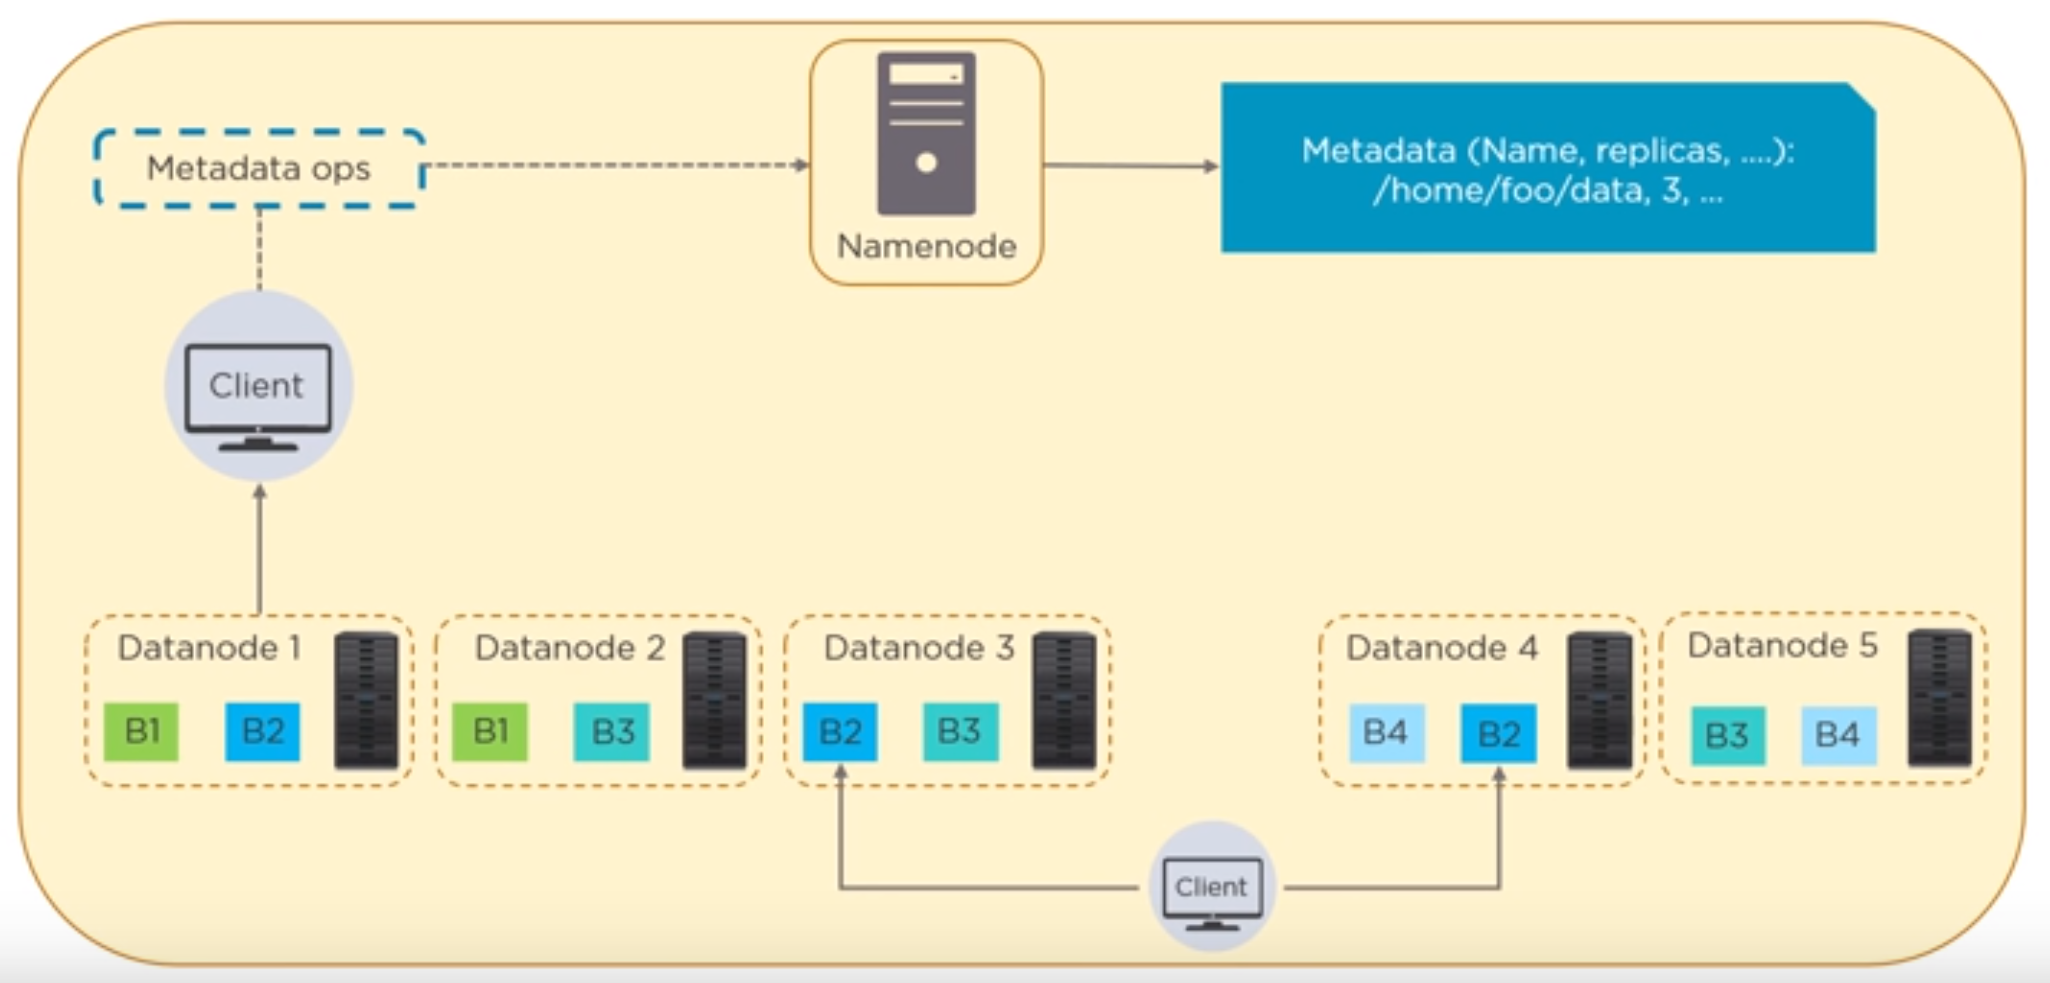 Metadata ops
Namenode
Metadata (Name, replicas, ....):
/home/foo/data, 3, ...
Client
Datanode 1
B1
B2
Datanode 2
B1
B3
Datanode 3
B2
B3
Datanode 4
B4
B2
Datanode 5
B3
B4
Client